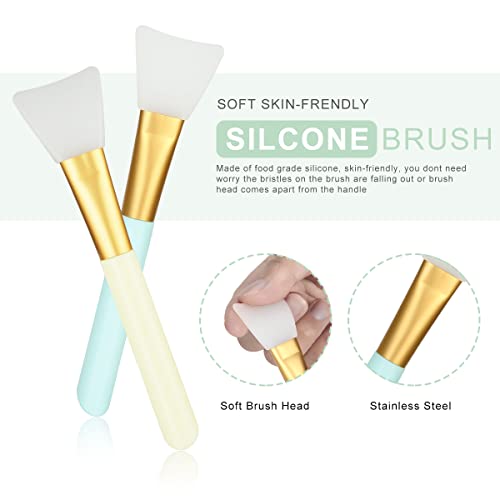 SOFT SKIN-FRENDLY
SILCONE BRUSH
Made of food grade silicone, skin-friendly, you dont need
worry the bristles on the brush are falling out or brush
head comes apart from the handle
Soft Brush Head
Stainless Steel